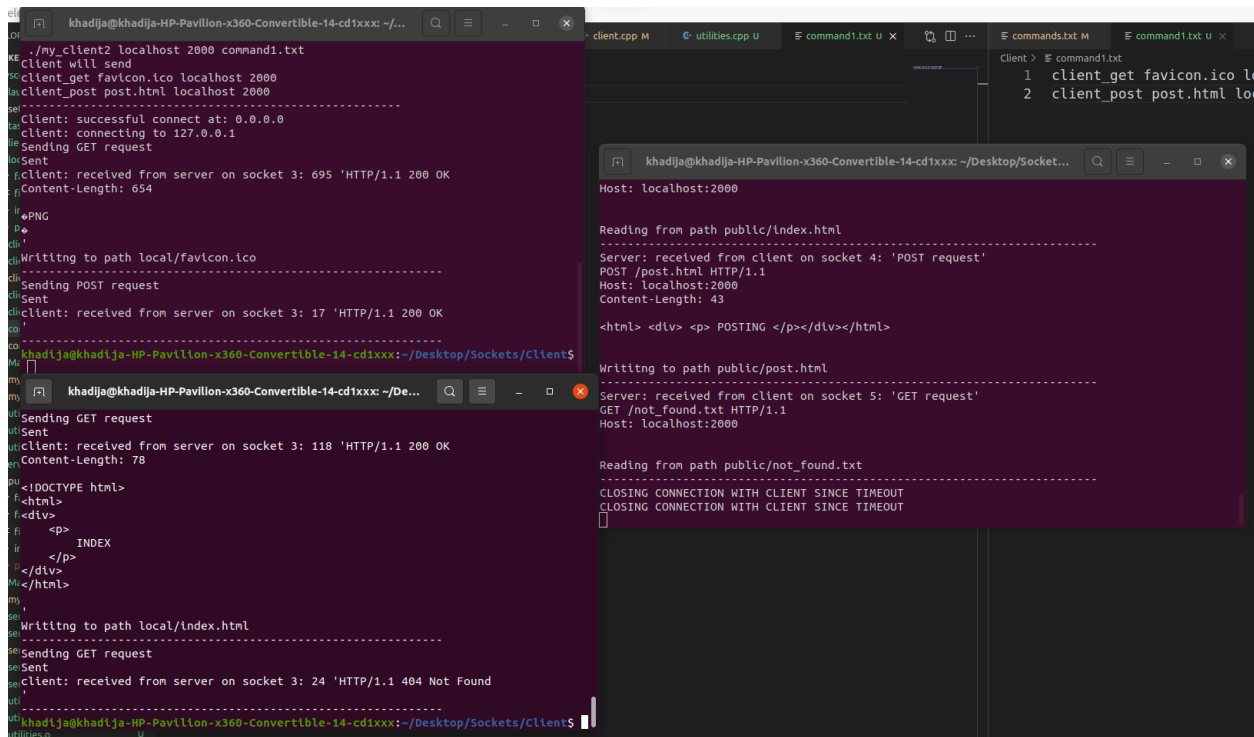 khadija@khadija-HP-Pavilion-x360-Convertible-14-cd1xxx: ~/...
./my_client2 localhost 2000 command1.txt
Client will send
client_get favicon.ico localhost 2000
client_post post.html localhost 2000
------------------------------------------------------
Client: successful connect at: 0.0.0.0
client: connecting to 127.0.0.1
Sending GET request
Sent
client: received from server on socket 3: 695 'HTTP/1.1 200 OK
Content-Length: 654
�PNG
�
'
Writitng to path local/favicon.ico
------------------------------------------------------------
Sending POST request
Sent
client: received from server on socket 3: 17 'HTTP/1.1 200 OK
'
------------------------------------------------------------
khadija@khadija-HP-Pavilion-x360-Convertible-14-cd1xxx:~/Desktop/Sockets/Client$
khadija@khadija-HP-Pavilion-x360-Convertible-14-cd1xxx: ~/De...
Sending GET request
Sent
client: received from server on socket 3: 118 'HTTP/1.1 200 OK
Content-Length: 78
<!DOCTYPE html>
<html>
<div>
<p>
INDEX
</p>
</div>
</html>
'
Writitng to path local/index.html
------------------------------------------------------------
Sending GET request
Sent
client: received from server on socket 3: 24 'HTTP/1.1 404 Not Found
'
------------------------------------------------------------
khadija@khadija-HP-Pavilion-x360-Convertible-14-cd1xxx:~/Desktop/Sockets/Client$
utilities.o U
client.cpp M utilities.cpp U command1.txt U commands.txt M command1.txt U
Client > command1.txt
1 client_get favicon.ico
2 client_post post.html
khadija@khadija-HP-Pavilion-x360-Convertible-14-cd1xxx: ~/Desktop/Socket...
Host: localhost:2000
Reading from path public/index.html
-----------------------------------------------------------------------
Server: received from client on socket 4: 'POST request'
POST /post.html HTTP/1.1
Host: localhost:2000
Content-Length: 43
<html> <div> <p> POSTING </p></div></html>
Writitng to path public/post.html
-----------------------------------------------------------------------
Server: received from client on socket 5: 'GET request'
GET /not_found.txt HTTP/1.1
Host: localhost:2000
Reading from path public/not_found.txt
-----------------------------------------------------------------------
CLOSING CONNECTION WITH CLIENT SINCE TIMEOUT
CLOSING CONNECTION WITH CLIENT SINCE TIMEOUT